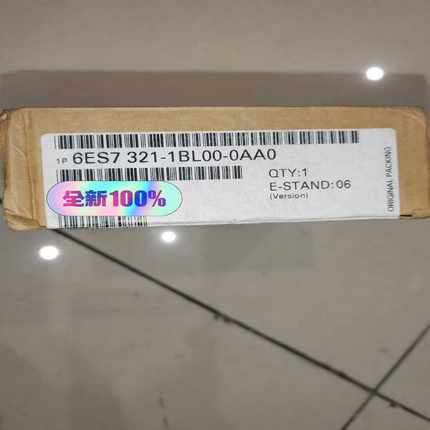 1P 6ES7 321-1BL00-0AA0
QTY:1
E-STAND:06
(Version)
全新100%
ORIGINAL PACKING